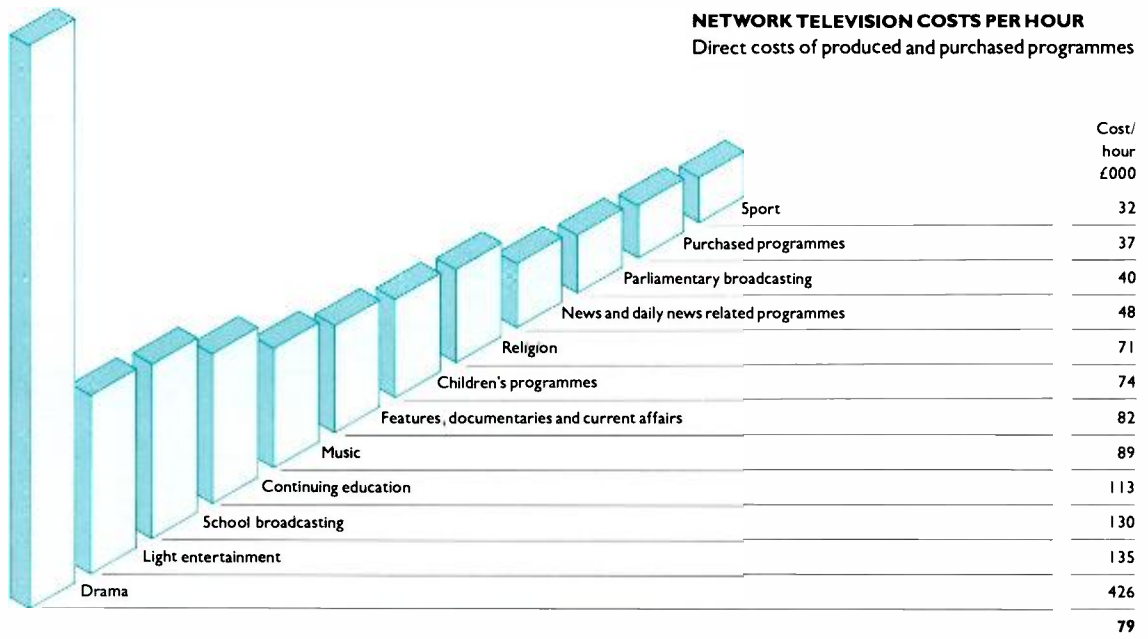 NETWORK TELEVISION COSTS PER HOUR
Direct costs of produced and purchased programmes
Cost/
hour
£000
Sport 32
Purchased programmes 37
Parliamentary broadcasting 40
News and daily news related programmes 48
Religion 71
Children's programmes 74
Features, documentaries and current affairs 82
Music 89
Continuing education 113
School broadcasting 130
Light entertainment 135
Drama 426
79